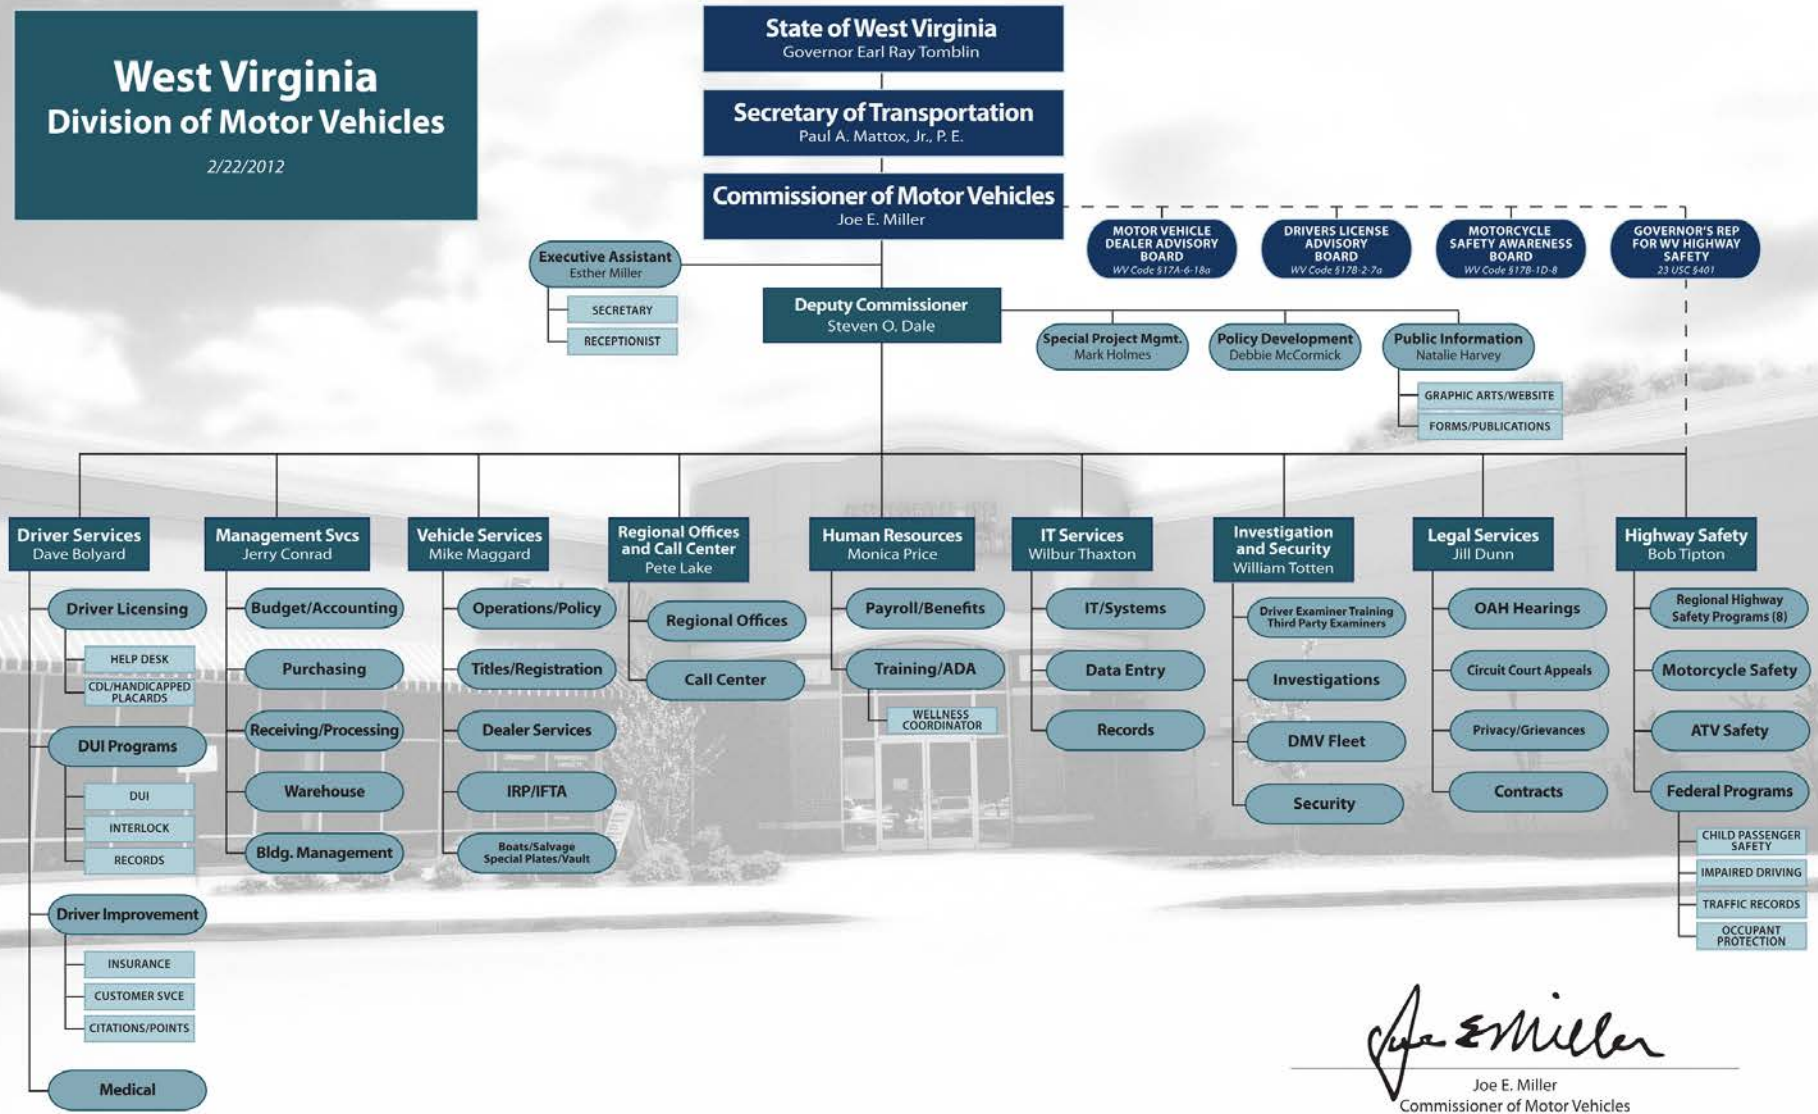 West Virginia
Division of Motor Vehicles
2/22/2012
State of West Virginia
Governor Earl Ray Tomblin
Secretary of Transportation
Paul A. Mattox, Jr., P. E.
Commissioner of Motor Vehicles
Joe E. Miller
MOTOR VEHICLE
DEALER ADVISORY
BOARD
WV Code §17A-6-18a
DRIVERS LICENSE
ADVISORY
BOARD
WV Code §17B-2-7a
MOTORCYCLE
SAFETY AWARENESS
BOARD
WV Code §17B-1D-8
GOVERNOR'S REP
FOR WV HIGHWAY
SAFETY
23 USC §401
Executive Assistant
Esther Miller
SECRETARY
RECEPTIONIST
Deputy Commissioner
Steven O. Dale
Special Project Mgmt.
Mark Holmes
Policy Development
Debbie McCormick
Public Information
Natalie Harvey
GRAPHIC ARTS/WEBSITE
FORMS/PUBLICATIONS
Driver Services
Dave Bolyard
Driver Licensing
HELP DESK
CDL/HANDICAPPED
PLACARDS
DUI Programs
DUI
INTERLOCK
RECORDS
Driver Improvement
INSURANCE
CUSTOMER SVCE
CITATIONS/POINTS
Medical
Management Svcs
Jerry Conrad
Budget/Accounting
Purchasing
Receiving/Processing
Warehouse
Bldg. Management
Vehicle Services
Mike Maggard
Operations/Policy
Titles/Registration
Dealer Services
IRP/IFTA
Boats/Salvage
Special Plates/Vault
Regional Offices
and Call Center
Pete Lake
Regional Offices
Call Center
Human Resources
Monica Price
Payroll/Benefits
Training/ADA
WELLNESS
COORDINATOR
IT Services
Wilbur Thaxton
IT/Systems
Data Entry
Records
Investigation
and Security
William Totten
Driver Examiner Training
Third Party Examiners
Investigations
DMV Fleet
Security
Legal Services
Jill Dunn
OAH Hearings
Circuit Court Appeals
Privacy/Grievances
Contracts
Highway Safety
Bob Tipton
Regional Highway
Safety Programs (8)
Motorcycle Safety
ATV Safety
Federal Programs
CHILD PASSENGER
SAFETY
IMPAIRED DRIVING
TRAFFIC RECORDS
OCCUPANT
PROTECTION
Joe E Miller
Joe E. Miller
Commissioner of Motor Vehicles